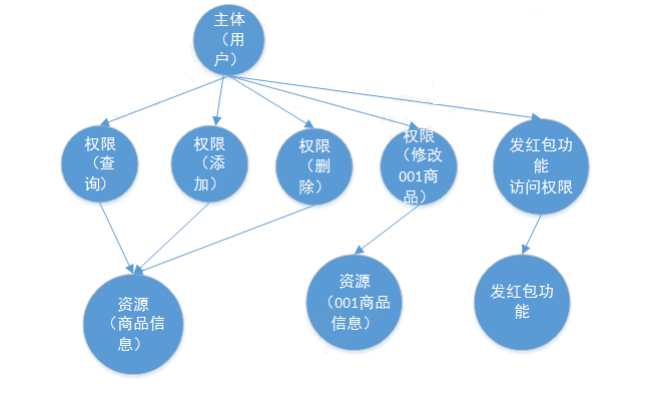 主体
（用
户）
权限
（查
询）
权限
（添
加）
权限
（删
除）
权限
（修改
001商
品）
发红包功
能
访问权限
资源
（商品信
息）
资源
（001商品
信息）
发红包功
能